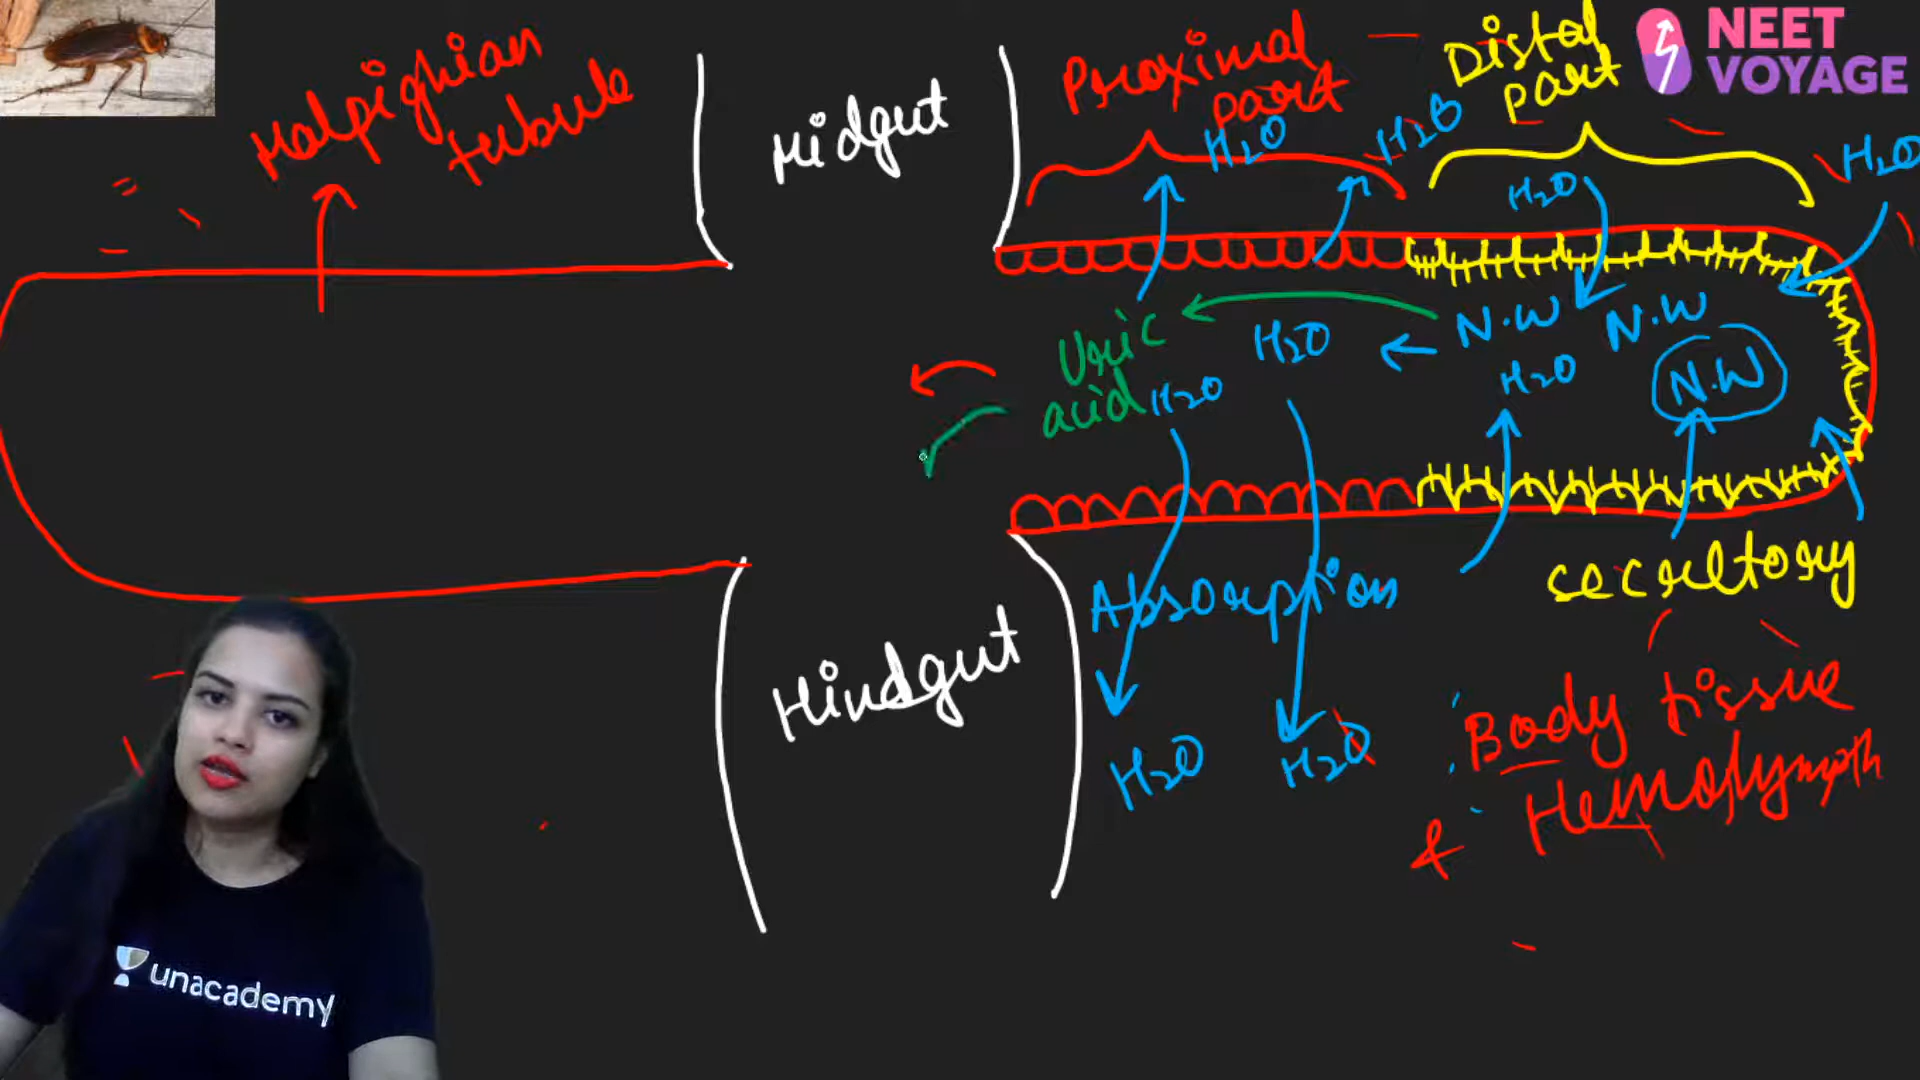 Malpighian
tubule
Midgut
Proximal
part
Distal
part
NEET
VOYAGE
H2O
H2O
H2O
H2O
Uric
acid
H2O
H2O
N.W
N.W
H2O
N.W
Hindgut
Absorption
secretory
H2O
H2O
Body tissue
& Hemolymph
unacademy